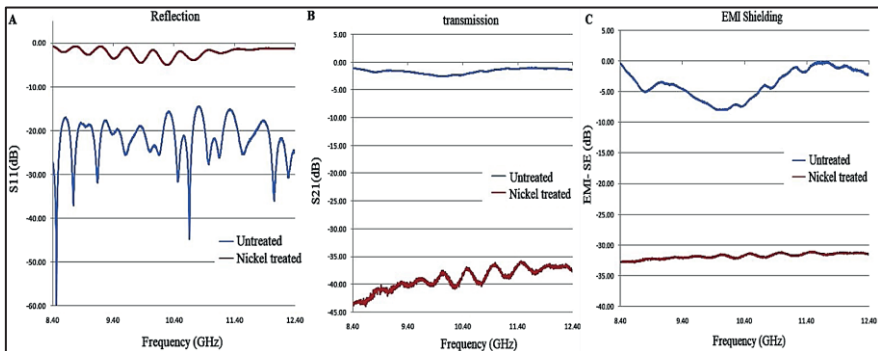 A
Reflection
0.00
-10.00
-20.00
-30.00
-40.00
-50.00
-60.00
S11(dB)
Untreated
Nickel treated
8.40 9.40 10.40 11.40 12.40
Frequency (GHz)
B
transmission
5.00
0.00
-5.00
-10.00
-15.00
-20.00
-25.00
-30.00
-35.00
-40.00
-45.00
S21(dB)
Untreated
Nickel treated
8.40 9.40 10.40 11.40 12.40
Frequency (GHz)
C
EMI Shielding
5.00
0.00
-5.00
-10.00
-15.00
-20.00
-25.00
-30.00
-35.00
-40.00
EMI- SE (dB)
Untreated
Nickel treated
8.40 9.40 10.40 11.40 12.40
Frequency (GHz)